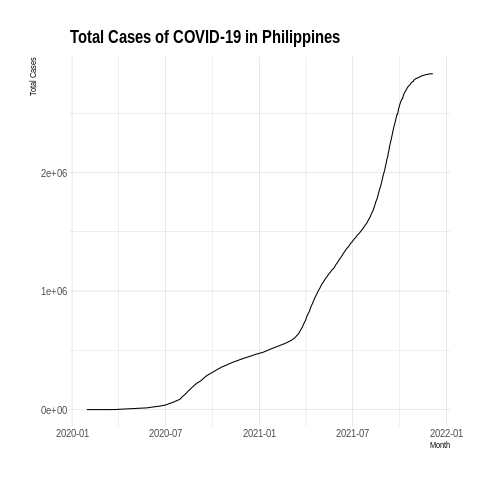 Total Cases of COVID-19 in Philippines
Total Cases
2e+06
1e+06
0e+00
2020-01 2020-07 2021-01 2021-07 2022-01
Month